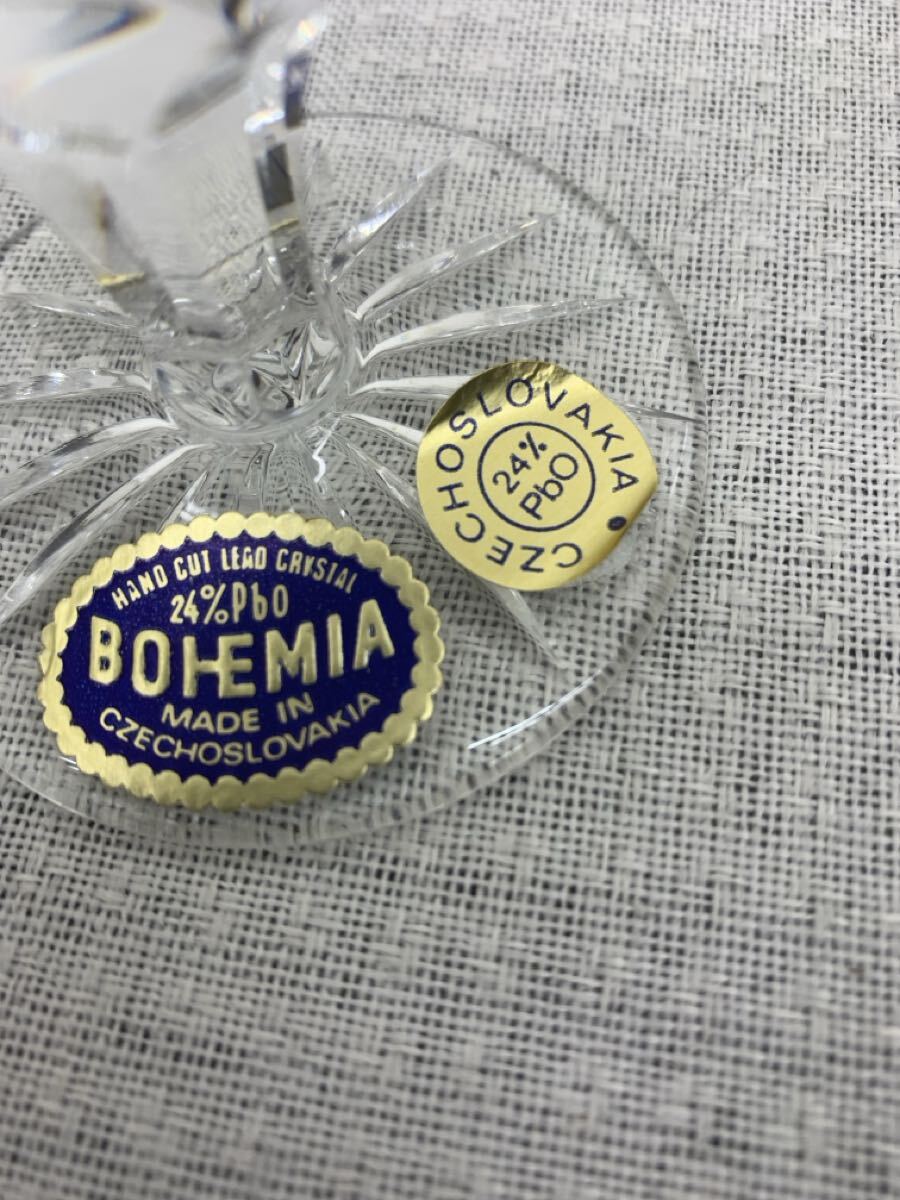 HAND CUT LEAD CRYSTAL
24% PbO
BOHEMIA
MADE IN
CZECHOSLOVAKIA
CZECHOSLOVAKIA
24%
PbO